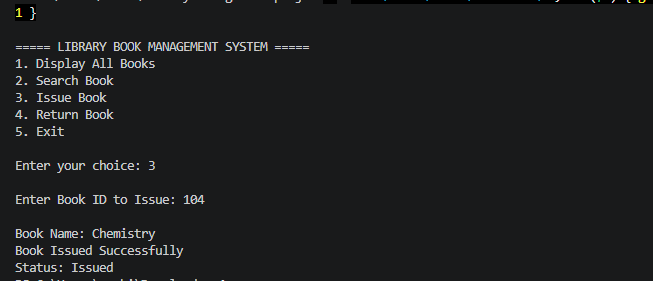 1 }
===== LIBRARY BOOK MANAGEMENT SYSTEM =====
1. Display All Books
2. Search Book
3. Issue Book
4. Return Book
5. Exit
Enter your choice: 3
Enter Book ID to Issue: 104
Book Name: Chemistry
Book Issued Successfully
Status: Issued